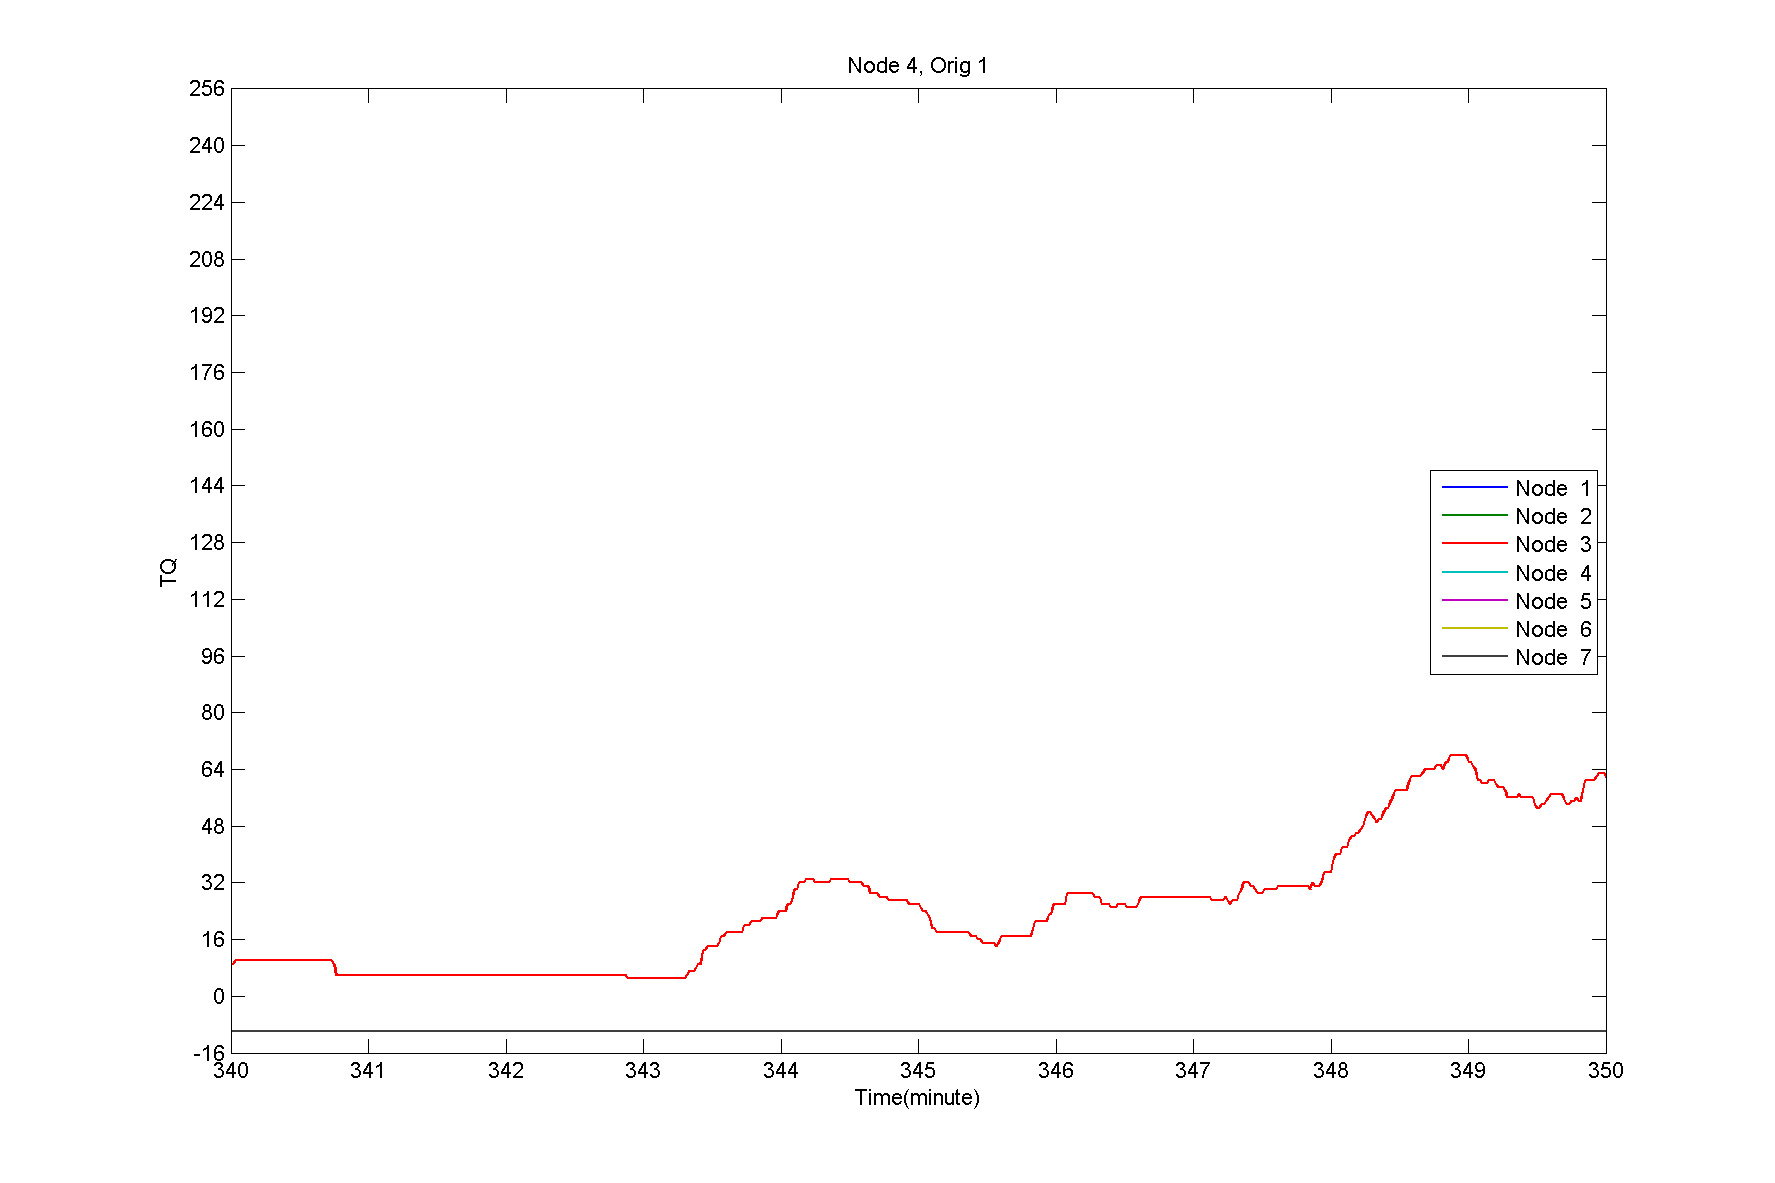 Node 4, Orig 1
256
240
224
208
192
176
160
144
128
112
96
80
64
48
32
16
0
-16
TQ
Node 1
Node 2
Node 3
Node 4
Node 5
Node 6
Node 7
340 341 342 343 344 345 346 347 348 349 350
Time(minute)